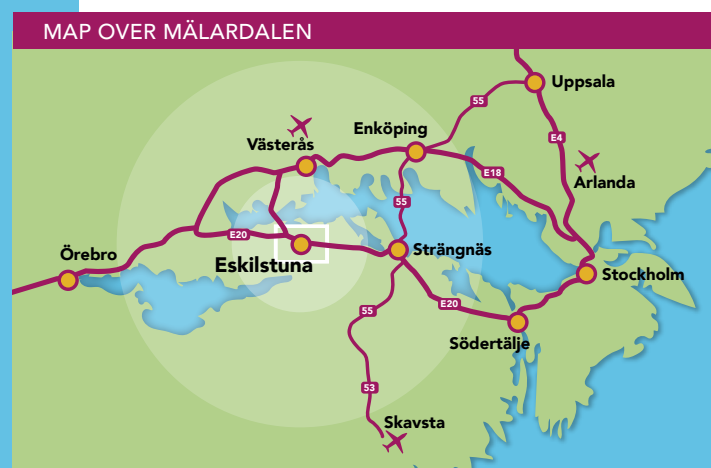 MAP OVER MÄLARDALEN
Uppsala
55
Enköping
Västerås
E4
E18
Arlanda
55
E20
Örebro
Eskilstuna
Strängnäs
Stockholm
55
E20
Södertälje
53
Skavsta